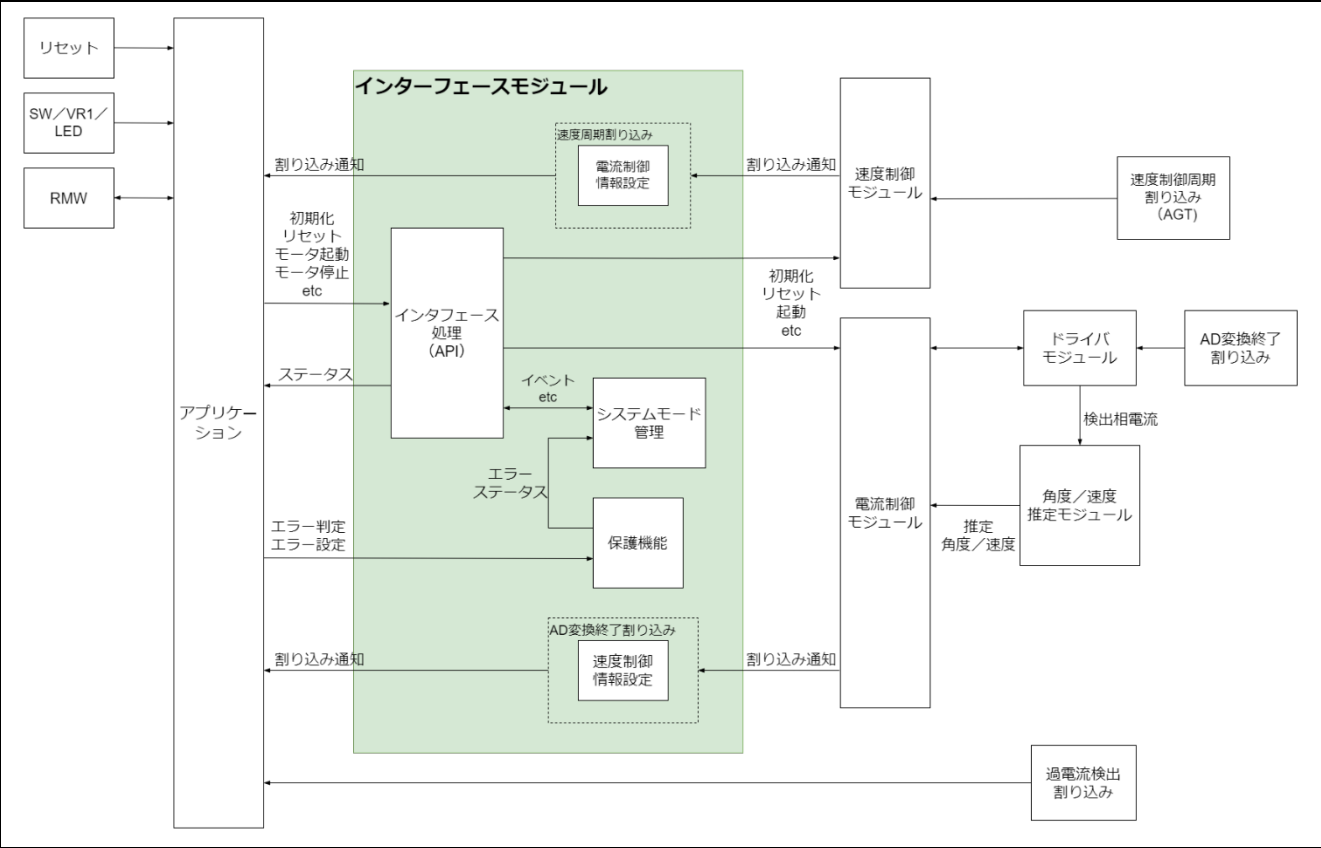 リセット
SW／VR1／
LED
RMW
アプリケー
ション
インターフェースモジュール
速度周期割り込み
電流制御
情報設定
割り込み通知
割り込み通知
速度制御
モジュール
速度制御周期
割り込み
（AGT)
初期化
リセット
モータ起動
モータ停止
etc
インタフェース
処理
（API）
初期化
リセット
起動
etc
ドライバ
モジュール
AD変換終了
割り込み
ステータス
イベント
etc
システムモード
管理
検出相電流
エラー
ステータス
電流制御
モジュール
角度／速度
推定モジュール
推定
角度／速度
エラー判定
エラー設定
保護機能
AD変換終了割り込み
速度制御
情報設定
割り込み通知
割り込み通知
過電流検出
割り込み